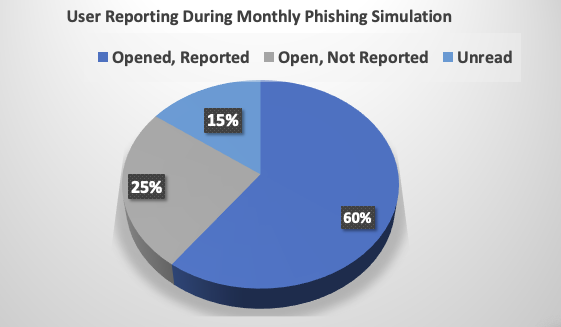 User Reporting During Monthly Phishing Simulation
Opened, Reported Open, Not Reported Unread
15%
25%
60%